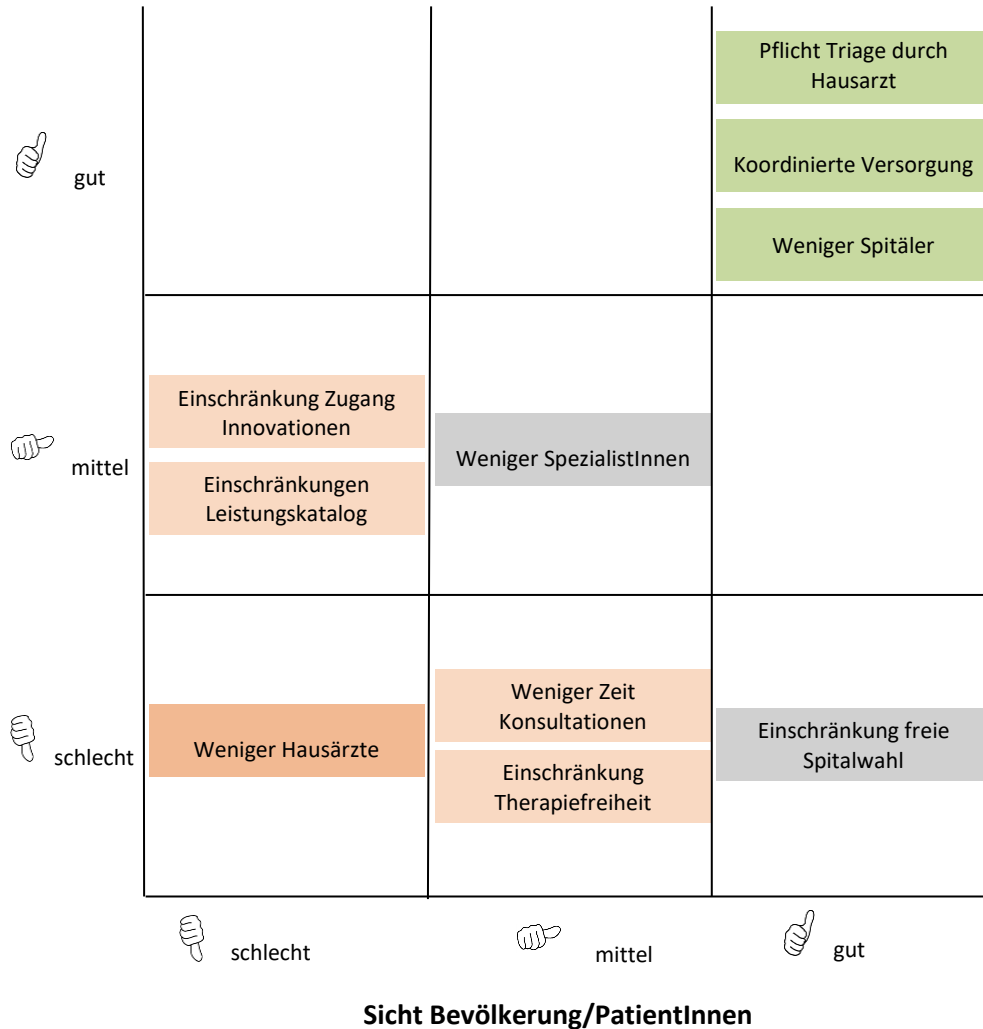 Pflicht Triage durch
Hausarzt
Koordinierte Versorgung
gut
Weniger Spitäler
Einschränkung Zugang
Innovationen
Weniger SpezialistInnen
mittel
Einschänkungen
Leistungskatalog
Weniger Zeit
Konsultationen
Einschränkung freie
Spitalwahl
schlecht
Weniger Hausärzte
Einschränkung
Therapiefreiheit
schlecht
mittel
gut
Sicht Bevölkerung/PatientInnen